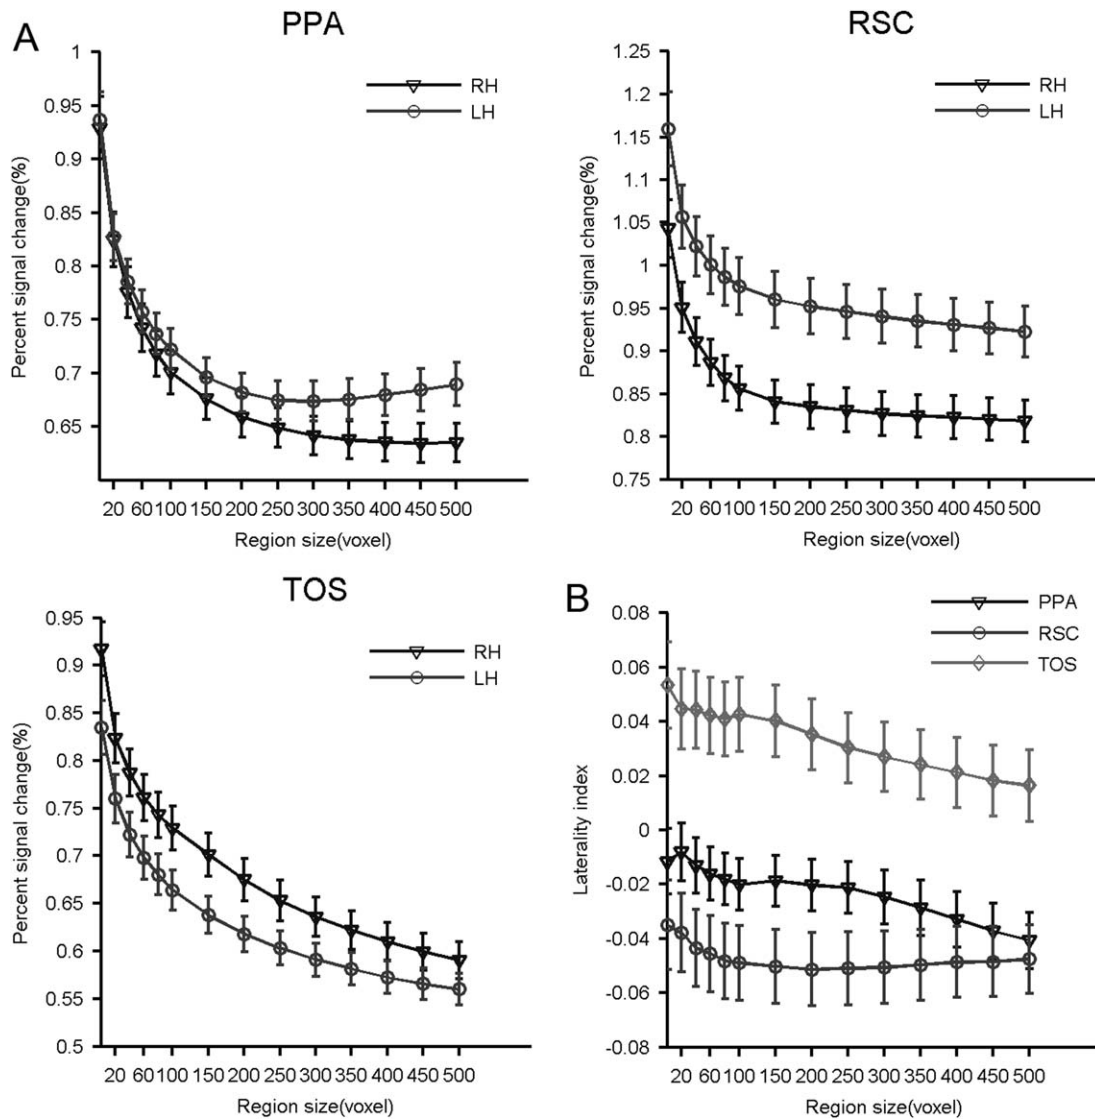 A
PPA
RH
LH
1
0.95
0.9
0.85
0.8
0.75
0.7
0.65
Percent signal change(%)
20 60 100 150 200 250 300 350 400 450 500
Region size(voxel)
RSC
RH
LH
1.25
1.2
1.15
1.1
1.05
1
0.95
0.9
0.85
0.8
0.75
Percent signal change(%)
20 60 100 150 200 250 300 350 400 450 500
Region size(voxel)
TOS
RH
LH
0.95
0.9
0.85
0.8
0.75
0.7
0.65
0.6
0.55
0.5
Percent signal change(%)
20 60 100 150 200 250 300 350 400 450 500
Region size(voxel)
B
PPA
RSC
TOS
0.08
0.06
0.04
0.02
0
-0.02
-0.04
-0.06
-0.08
Laterality index
20 60 100 150 200 250 300 350 400 450 500
Region size(voxel)